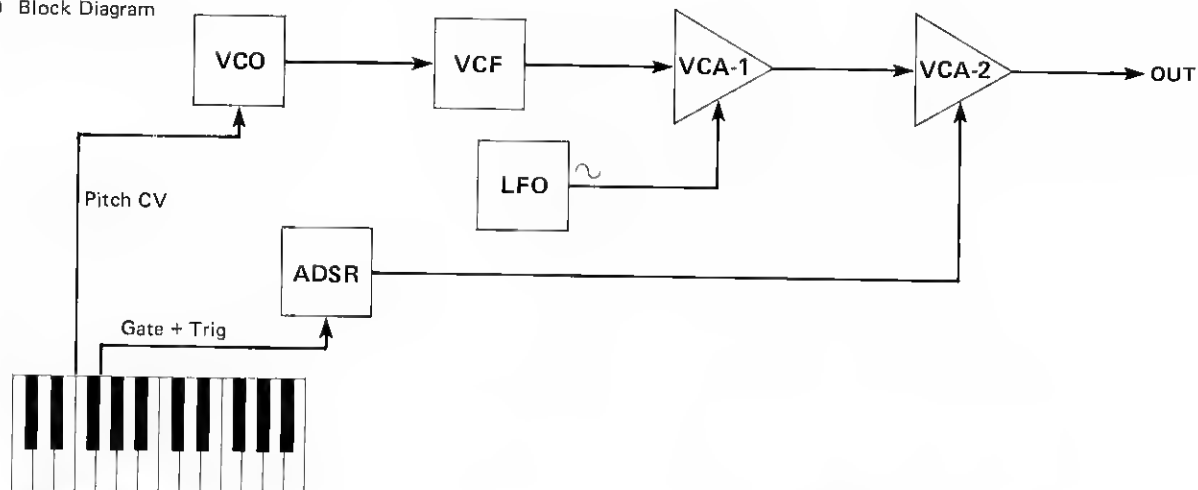 Block Diagram
VCO
VCF
VCA-1
VCA-2
OUT
LFO
Pitch CV
ADSR
Gate + Trig